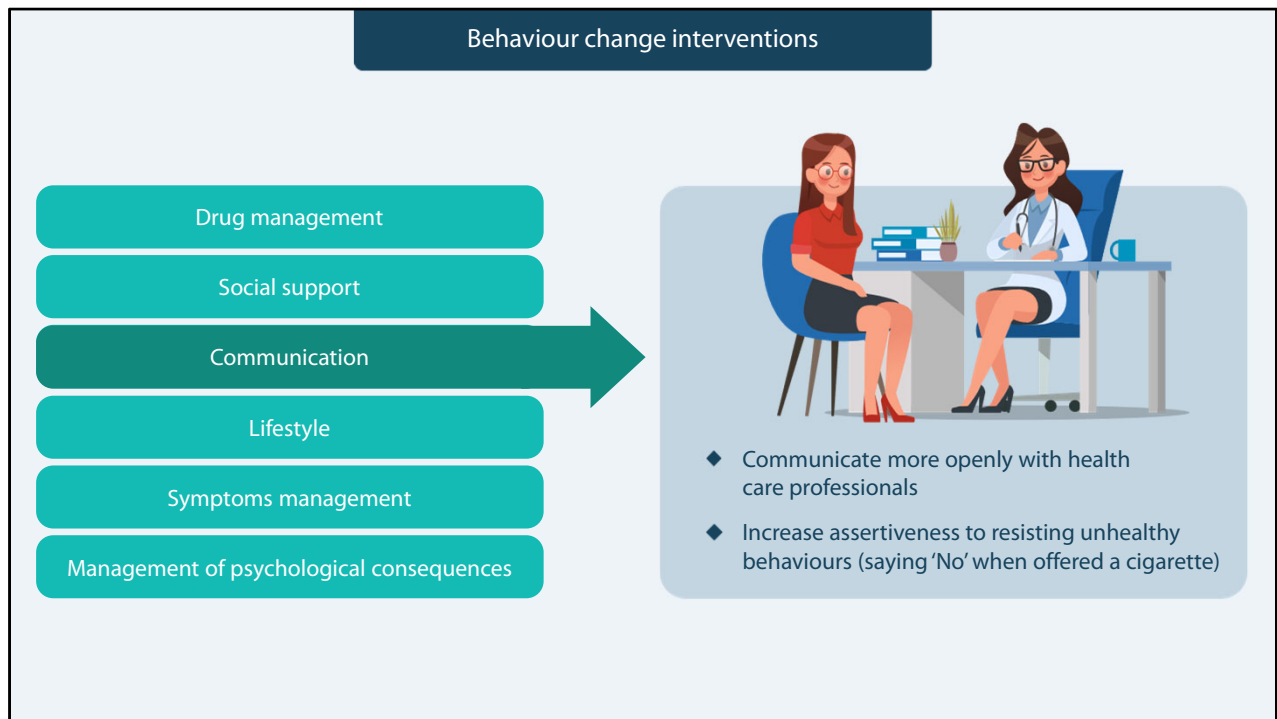 Behaviour change interventions
Drug management
Social support
Communication
Lifestyle
Symptoms management
Management of psychological consequences
Communicate more openly with health
care professionals
Increase assertiveness to resisting unhealthy
behaviours (saying ‘No’ when offered a cigarette)